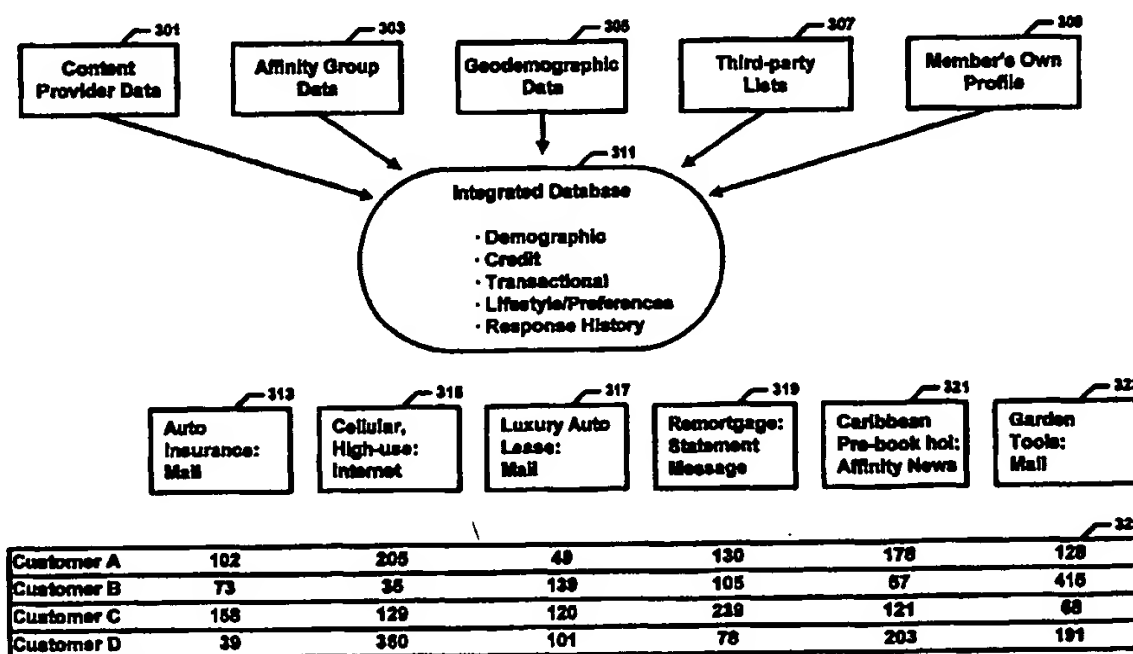 301
303
305
307
309
Content
Provider Data
Affinity Group
Data
Geodemographic
Data
Third-party
Lists
Member's Own
Profile
311
Integrated Database
· Demographic
· Credit
· Transactional
· Lifestyle/Preferences
· Response History
313
315
317
319
321
Auto
Insurance:
Mail
Cellular,
High-use:
Internet
Luxury Auto
Lease:
Mail
Remortgage:
Statement
Message
Caribbean
Pre-book hol:
Affinity News
Garden
Tools:
Mail
Customer A 102 205 49 130 178 128
Customer B 73 35 139 105 67 415
Customer C 158 129 120 239 121 68
Customer D 39 350 101 78 203 191